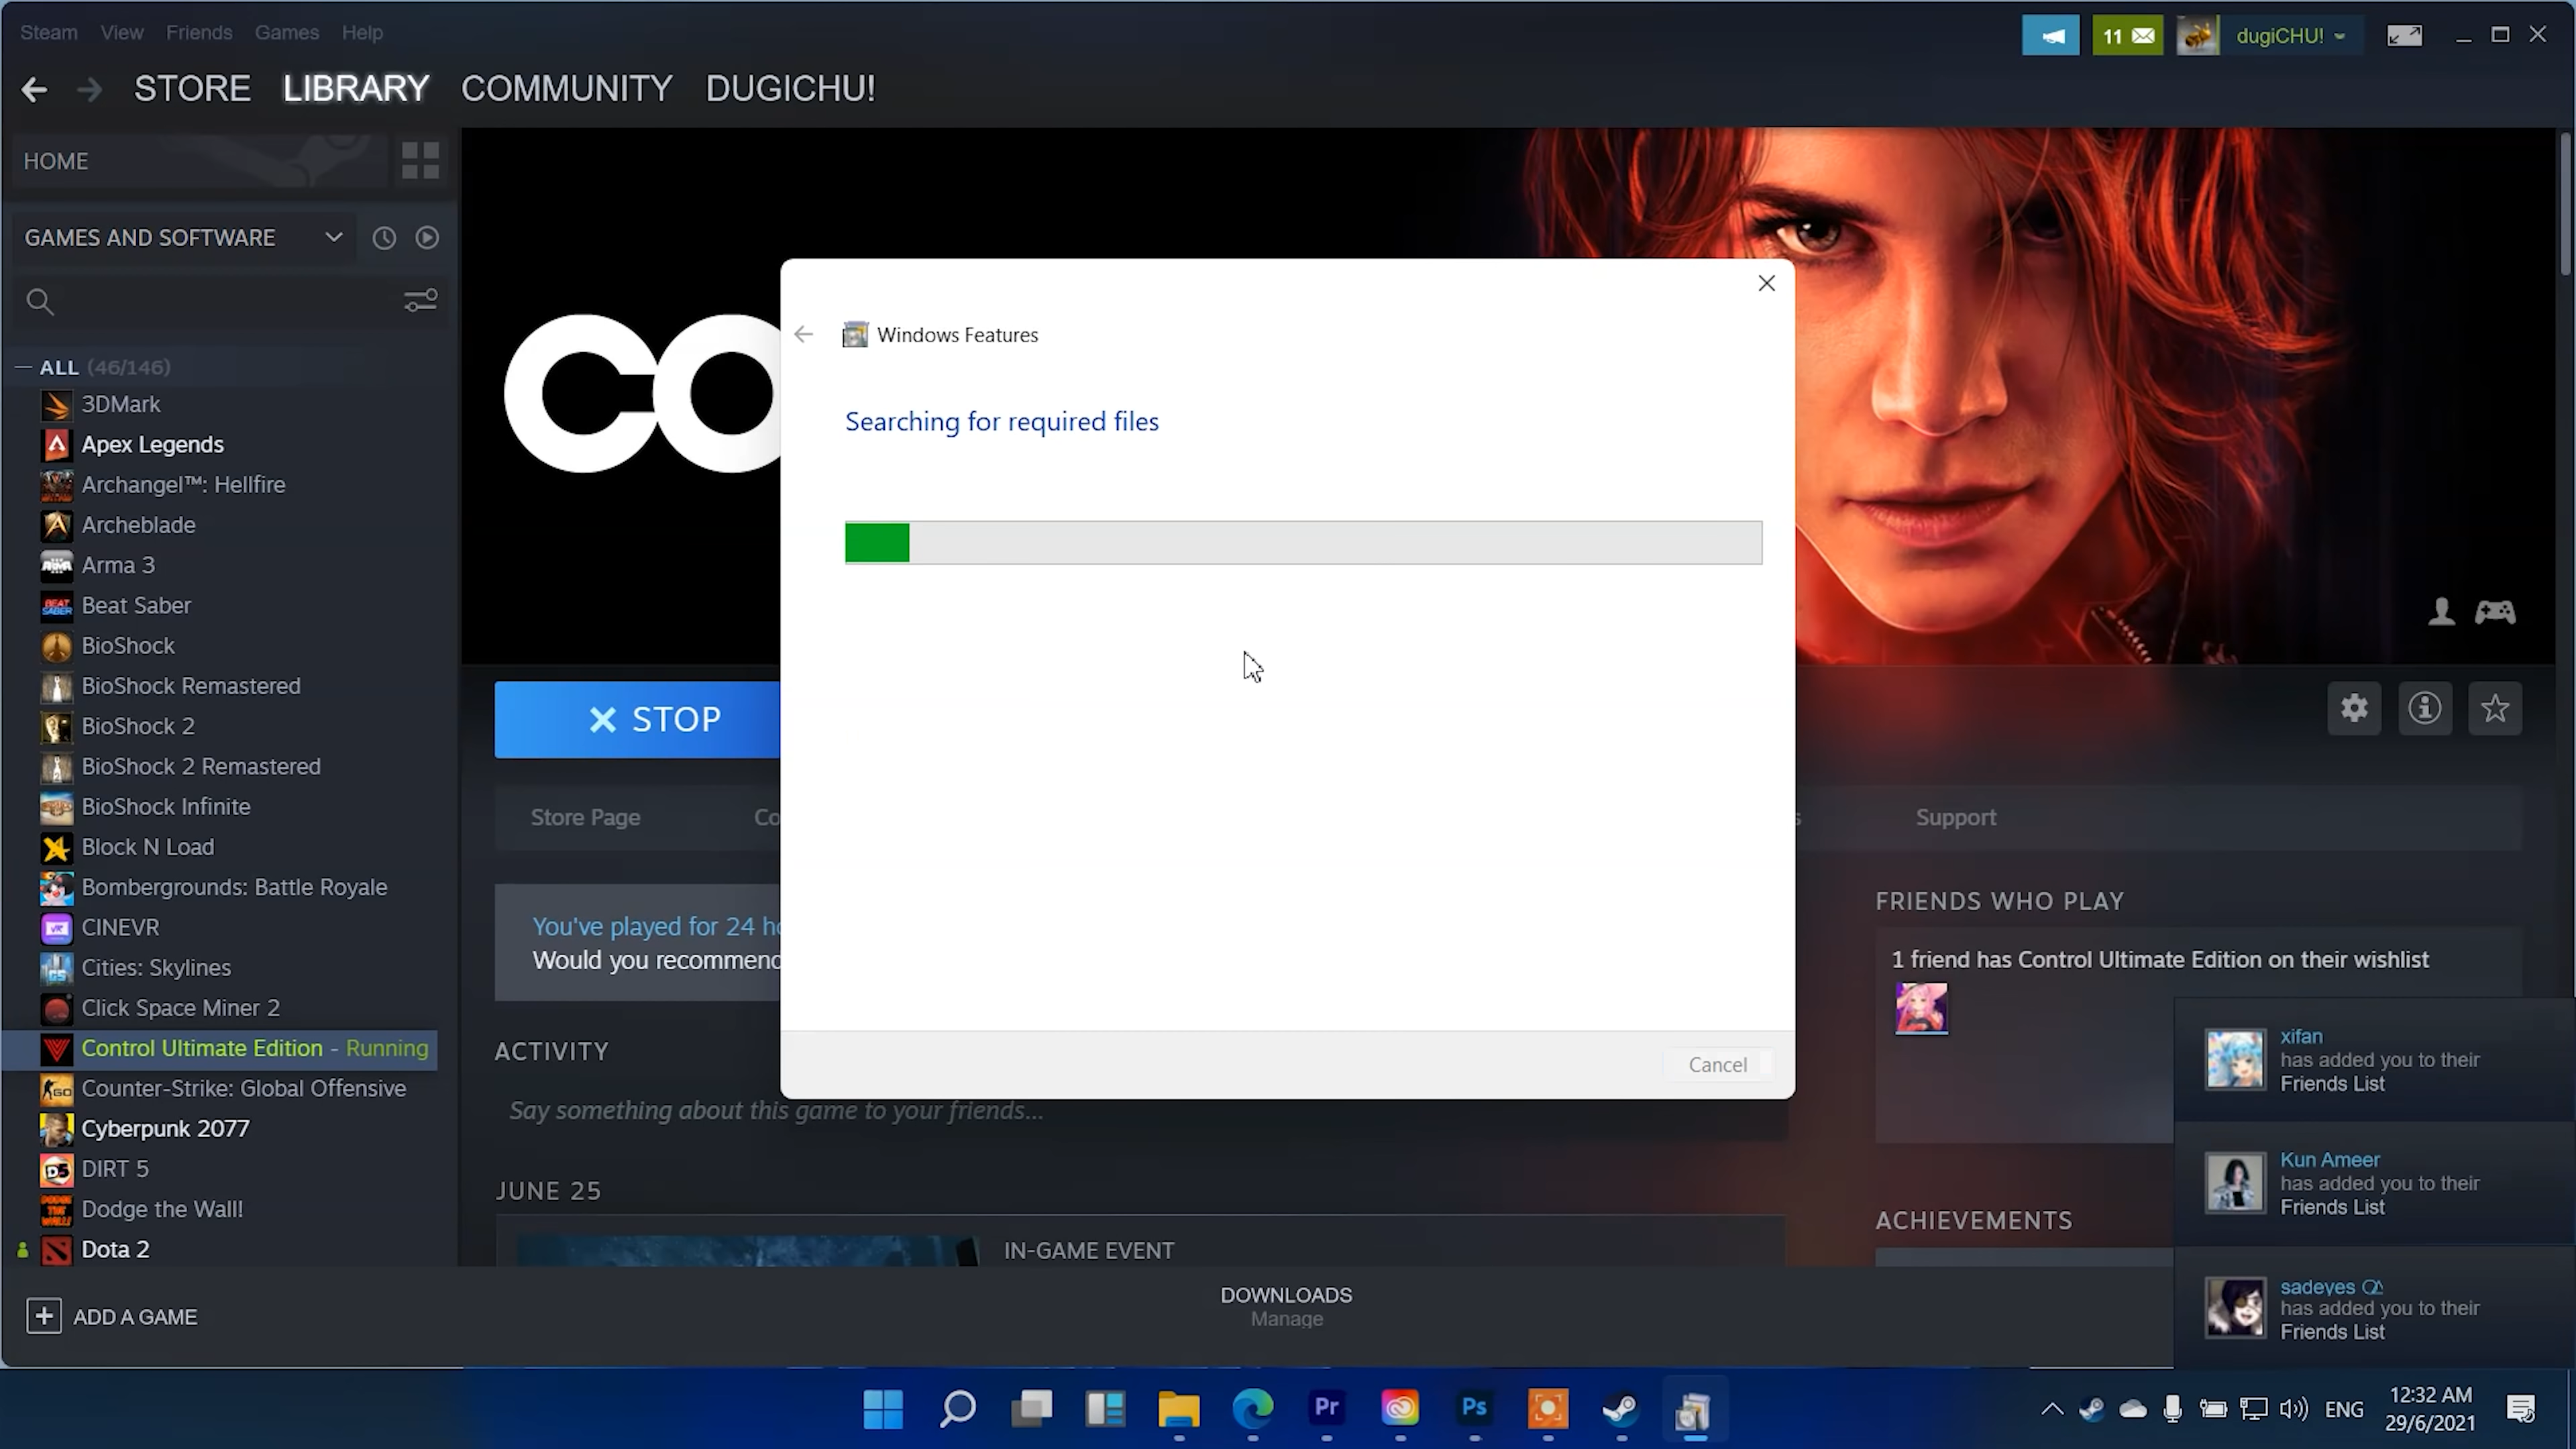 Steam View Friends Games Help
11 dugiCHU!
STORE LIBRARY COMMUNITY DUGICHU!
HOME
GAMES AND SOFTWARE
ALL (46/146)
3DMark
Apex Legends
Archangel™: Hellfire
Archeblade
Arma 3
Beat Saber
BioShock
BioShock Remastered
BioShock 2
BioShock 2 Remastered
BioShock Infinite
Block N Load
Bombergrounds: Battle Royale
CINEVR
Cities: Skylines
Click Space Miner 2
Control Ultimate Edition - Running
Counter-Strike: Global Offensive
Cyberpunk 2077
DIRT 5
Dodge the Wall!
Dota 2
ADD A GAME
CO
Windows Features
Searching for required files
Cancel
STOP
Store Page Co s Support
You've played for 24 ho
Would you recommend
ACTIVITY
Say something about this game to your friends...
JUNE 25
IN-GAME EVENT
FRIENDS WHO PLAY
1 friend has Control Ultimate Edition on their wishlist
ACHIEVEMENTS
xifan
has added you to their
Friends List
Kun Ameer
has added you to their
Friends List
sadeyes
has added you to their
Friends List
DOWNLOADS
Manage
Pr Ps
ENG
12:32 AM
29/6/2021